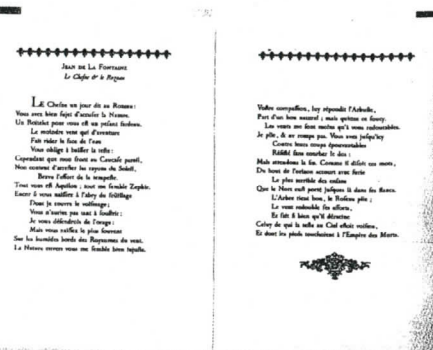 JEAN DE LA FONTAINE
Le Chesne & le Rozeau
LE Chesne un jour dit au Rozeau :
Vous avez bien sujet d'accuser la Nature.
Un Roitelet pour vous est un pesant fardeau.
Le moindre vent qui d'aventure
Fait rider la face de l'eau
Vous oblige à baisser la teste :
Cependant que mon front au Caucase pareil,
Non content d'arrester les rayons du Soleil,
Brave l'effort de la tempeste.
Tout vous est Aquilon ; tout me semble Zephir.
Encor si vous naissiez à l'abry du feüillage
Dont je couvre le voisinage ;
Vous n'auriez pas tant à souffrir ;
Je vous défendrois de l'orage :
Mais vous naissez le plus souvent
Sur les humides bords des Royaumes du vent.
La Nature envers vous me semble bien injuste.
Vostre compassion, luy répondit l'Arbuste,
Part d'un bon naturel ; mais quittez ce soucy.
Les vents me sont moins qu'à vous redoutables.
Je plie, & ne romps pas. Vous avez jusqu'icy
Contre leurs coups épouvantables
Résisté sans courber le dos :
Mais attendons la fin. Comme il disoit ces mots,
Du bout de l'orizon accourt avec furie
Le plus terrible des enfans
Que le Nort eust porté jusques là dans ses flancs.
L'Arbre tient bon, le Roseau plie ;
Le vent redouble ses efforts,
Et fait si bien qu'il déracine
Celuy de qui la teste au Ciel estoit voisine,
Et dont les pieds touchoient à l'Empire des Morts.